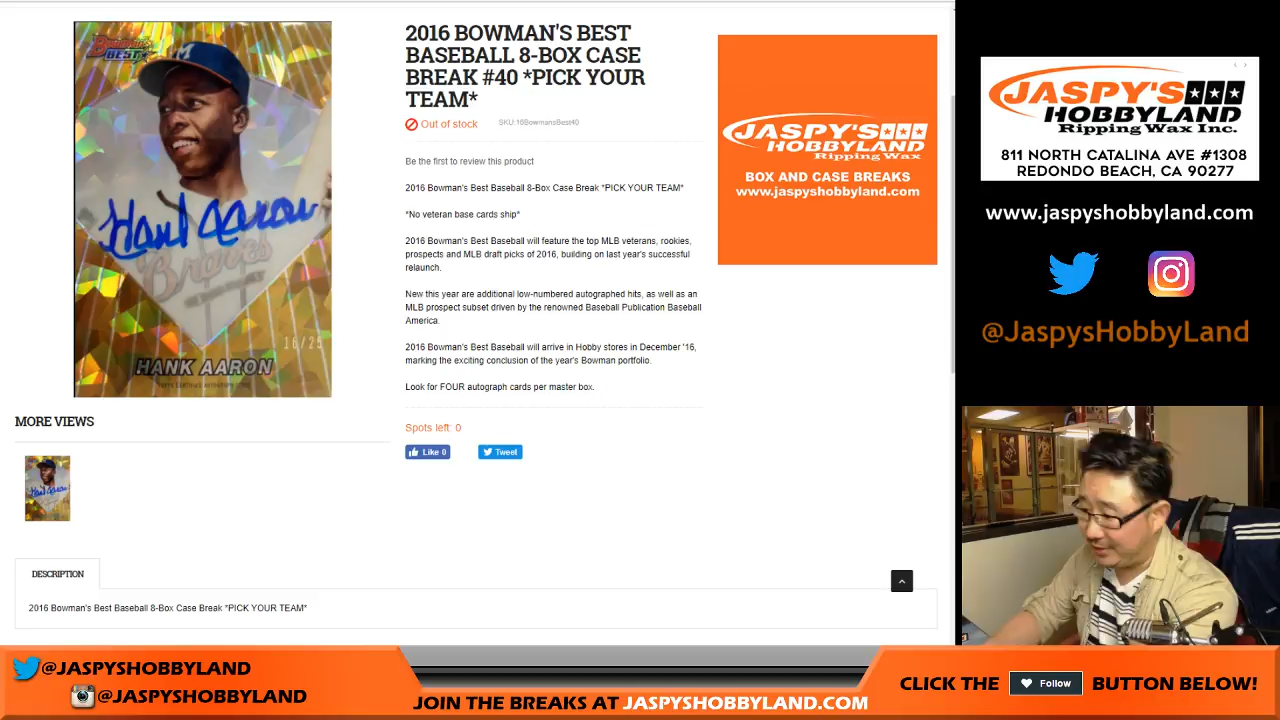 Bowman's
BEST
M
Hank Aaron
Braves
16/25
HANK AARON
2016 BOWMAN'S BEST
BASEBALL 8-BOX CASE
BREAK #40 *PICK YOUR
TEAM*
Out of stock
SKU:16BowmansBest40
Be the first to review this product
2016 Bowman's Best Baseball 8-Box Case Break *PICK YOUR TEAM*
*No veteran base cards ship*
2016 Bowman's Best Baseball will feature the top MLB veterans, rookies,
prospects and MLB draft picks of 2016, building on last year's successful
relaunch.
New this year are additional low-numbered autographed hits, as well as an
MLB prospect subset driven by the renowned Baseball Publication Baseball
America.
2016 Bowman's Best Baseball will arrive in Hobby stores in December '16,
marking the exciting conclusion of the year's Bowman portfolio.
Look for FOUR autograph cards per master box.
Spots left: 0
Like 0
Tweet
MORE VIEWS
DESCRIPTION
2016 Bowman's Best Baseball 8-Box Case Break *PICK YOUR TEAM*
JASPY'S
HOBBYLAND
Ripping Wax
BOX AND CASE BREAKS
www.jaspyshobbyland.com
JASPY'S
HOBBYLAND
Ripping Wax Inc.
811 NORTH CATALINA AVE #1308
REDONDO BEACH, CA 90277
www.jaspyshobbyland.com
@JaspysHobbyLand
@JASPYSHOBBYLAND
@JASPYSHOBBYLAND
JOIN THE BREAKS AT JASPYSHOBBYLAND.COM
CLICK THE Follow BUTTON BELOW!